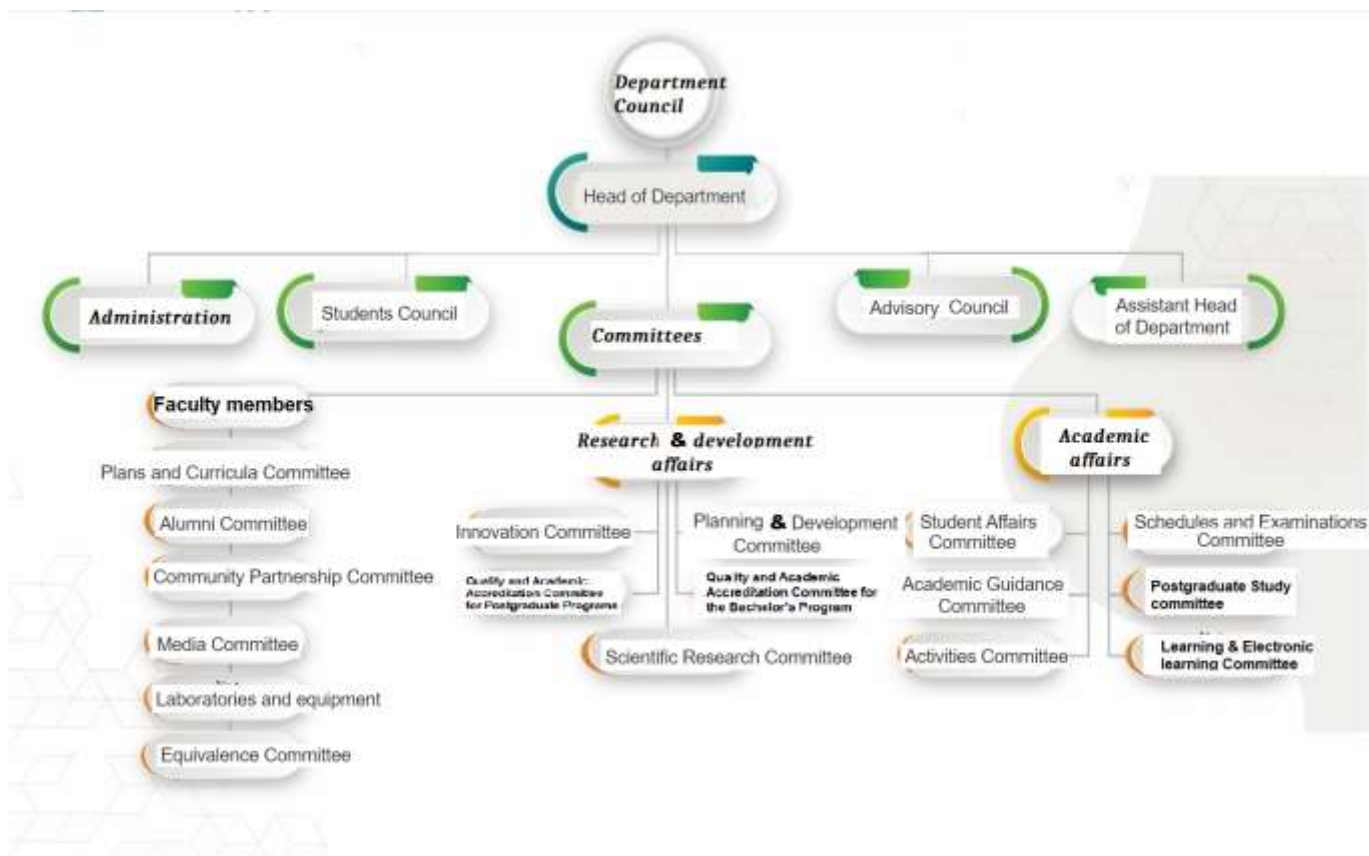 Department
Council
Head of Department
Administration
Students Council
Committees
Advisory Council
Assistant Head
of Department
Faculty members
Plans and Curricula Committee
Alumni Committee
Community Partnership Committee
Media Committee
Laboratories and equipment
Equivalence Committee
Research & development
affairs
Innovation Committee
Planning & Development
Committee
Quality and Academic
Accreditation Committee
for Postgraduate Programs
Quality and Academic
Accreditation Committee for
the Bechelor's Program
Scientific Research Committee
Academic
affairs
Student Affairs
Committee
Schedules and Examinations
Committee
Academic Guidance
Committee
Postgraduate Study
committee
Activities Committee
Learning & Electronic
learning Committee